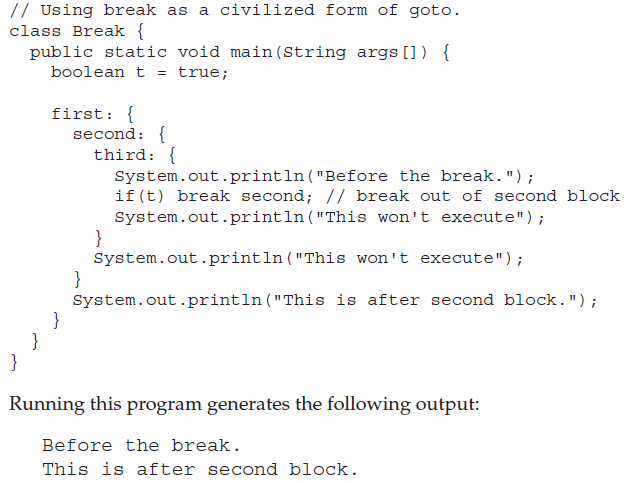 // Using break as a civilized form of goto.
class Break {
  public static void main(String args[]) {
    boolean t = true;

    first: {
      second: {
        third: {
          System.out.println("Before the break.");
          if(t) break second; // break out of second block
          System.out.println("This won't execute");
        }
        System.out.println("This won't execute");
      }
      System.out.println("This is after second block.");
    }
  }
}
Running this program generates the following output:
Before the break.
This is after second block.